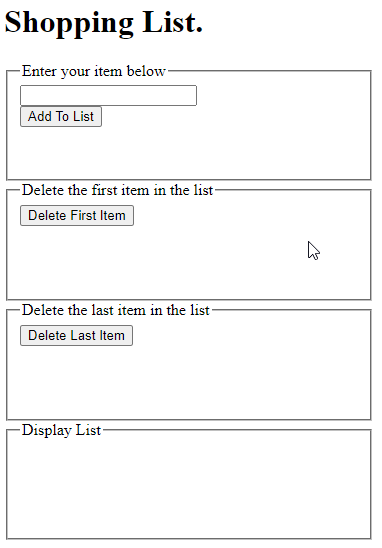 Shopping List.
Enter your item below
Add To List
Delete the first item in the list
Delete First Item
Delete the last item in the list
Delete Last Item
Display List